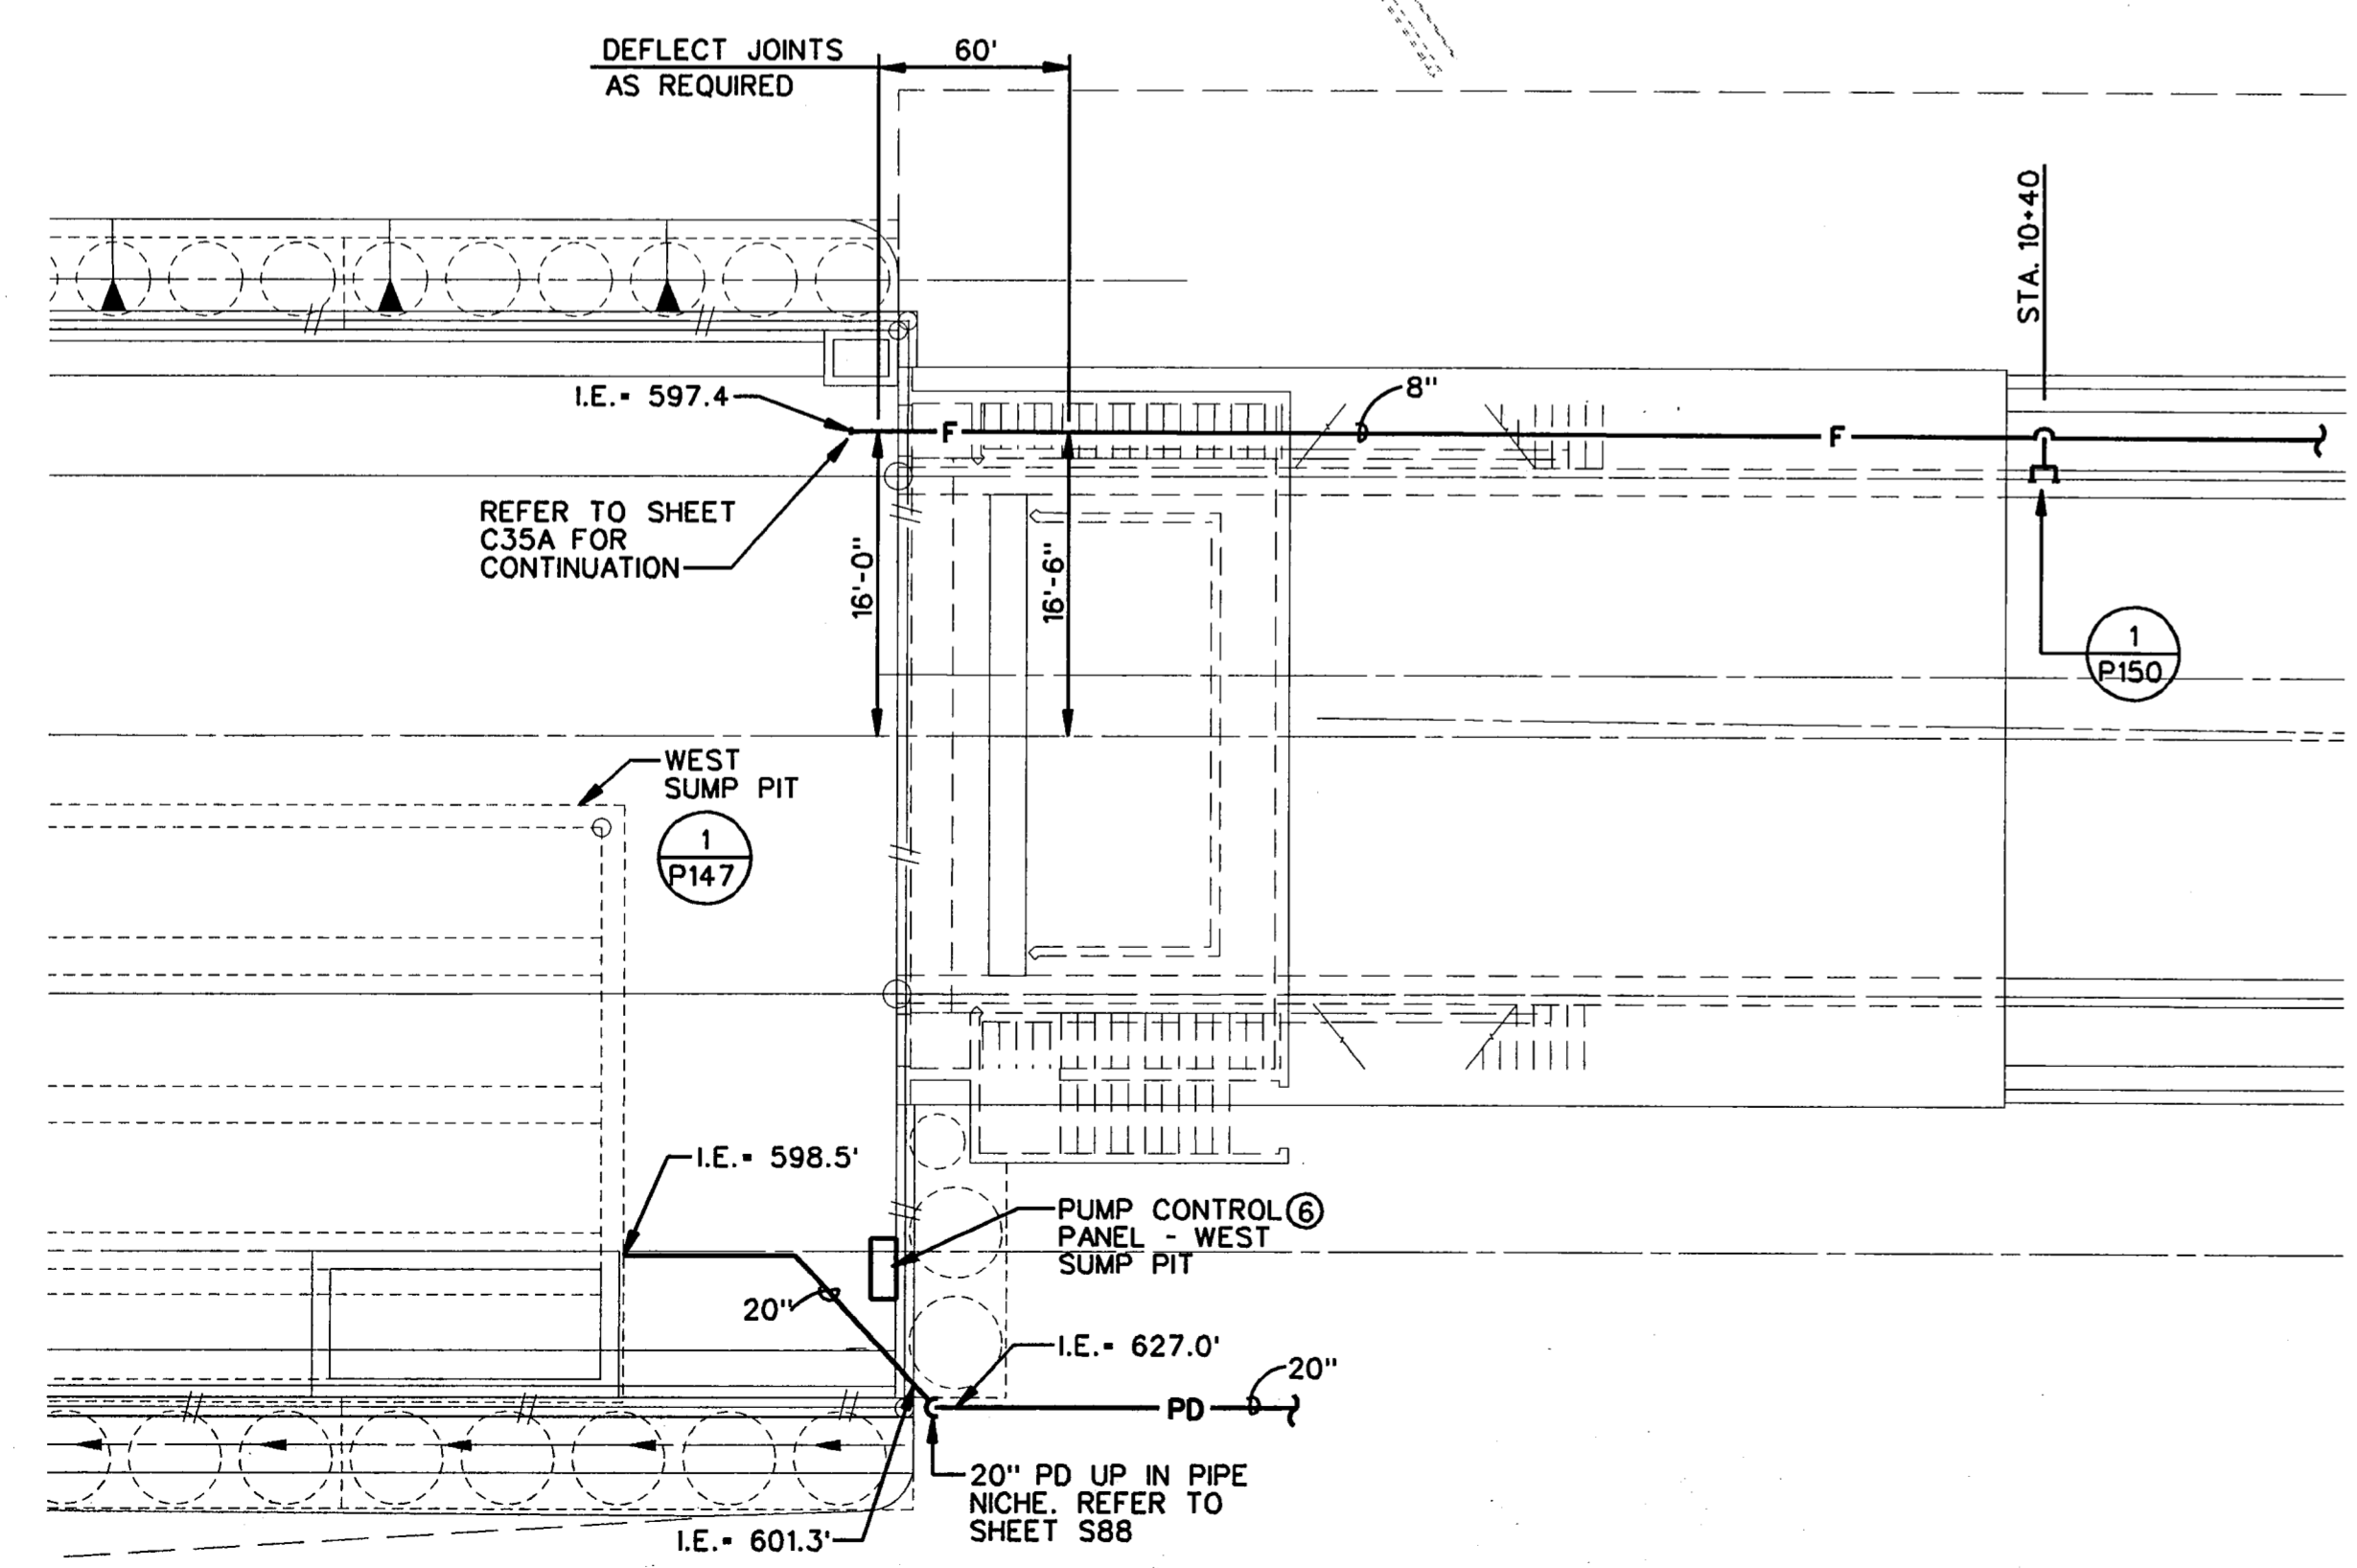 DEFLECT JOINTS
AS REQUIRED
60'
STA. 10+40
I.E.= 597.4
F
8"
F
REFER TO SHEET
C35A FOR
CONTINUATION
16'-0"
16'-6"
1
P150
WEST
SUMP PIT
1
P147
I.E.= 598.5'
PUMP CONTROL 6
PANEL - WEST
SUMP PIT
20"
I.E.= 627.0'
20"
PD
20" PD UP IN PIPE
NICHE. REFER TO
SHEET S88
I.E.= 601.3'